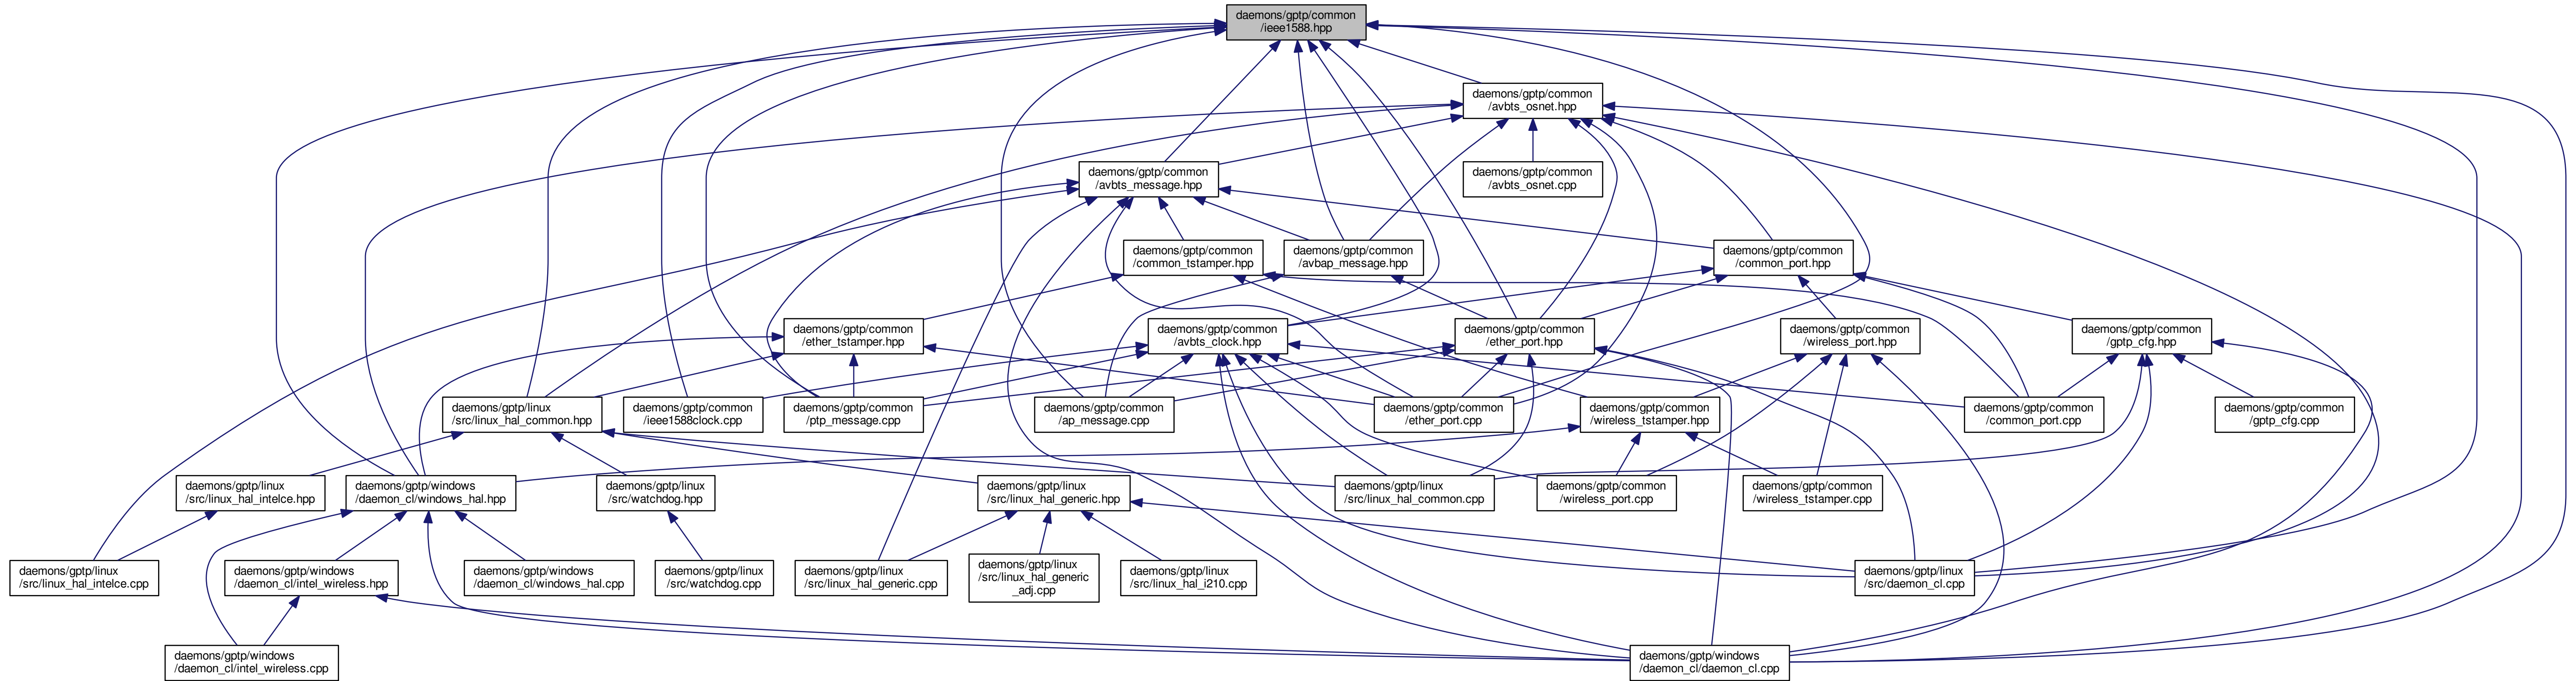 daemons/gptp/common
/ieee1588.hpp
daemons/gptp/common
/avbts_osnet.hpp
daemons/gptp/common
/avbts_message.hpp
daemons/gptp/common
/avbts_osnet.cpp
daemons/gptp/common
/common_tstamper.hpp
daemons/gptp/common
/avbap_message.hpp
daemons/gptp/common
/common_port.hpp
daemons/gptp/common
/ether_tstamper.hpp
daemons/gptp/common
/avbts_clock.hpp
daemons/gptp/common
/ether_port.hpp
daemons/gptp/common
/wireless_port.hpp
daemons/gptp/common
/gptp_cfg.hpp
daemons/gptp/linux
/src/linux_hal_common.hpp
daemons/gptp/common
/ieee1588clock.cpp
daemons/gptp/common
/ptp_message.cpp
daemons/gptp/common
/ap_message.cpp
daemons/gptp/common
/ether_port.cpp
daemons/gptp/common
/wireless_tstamper.hpp
daemons/gptp/common
/common_port.cpp
daemons/gptp/common
/gptp_cfg.cpp
daemons/gptp/linux
/src/linux_hal_intelce.hpp
daemons/gptp/windows
/daemon_cl/windows_hal.hpp
daemons/gptp/linux
/src/watchdog.hpp
daemons/gptp/linux
/src/linux_hal_generic.hpp
daemons/gptp/linux
/src/linux_hal_common.cpp
daemons/gptp/common
/wireless_port.cpp
daemons/gptp/common
/wireless_tstamper.cpp
daemons/gptp/linux
/src/linux_hal_intelce.cpp
daemons/gptp/windows
/daemon_cl/intel_wireless.hpp
daemons/gptp/windows
/daemon_cl/windows_hal.cpp
daemons/gptp/linux
/src/watchdog.cpp
daemons/gptp/linux
/src/linux_hal_generic.cpp
daemons/gptp/linux
/src/linux_hal_generic
_adj.cpp
daemons/gptp/linux
/src/linux_hal_i210.cpp
daemons/gptp/linux
/src/daemon_cl.cpp
daemons/gptp/windows
/daemon_cl/intel_wireless.cpp
daemons/gptp/windows
/daemon_cl/daemon_cl.cpp